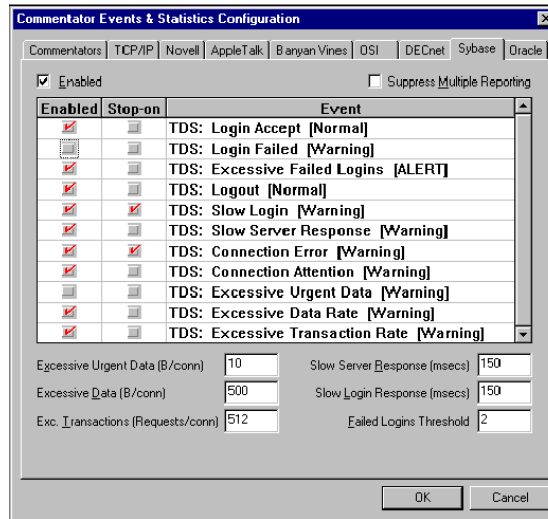 Commentator Events & Statistics Configuration
Commentators TCP/IP Novell AppleTalk Banyan Vines OSI DECnet Sybase Oracle
Enabled Suppress Multiple Reporting
Enabled Stop-on Event
TDS: Login Accept [Normal]
TDS: Login Failed [Warning]
TDS: Excessive Failed Logins [ALERT]
TDS: Logout [Normal]
TDS: Slow Login [Warning]
TDS: Slow Server Response [Warning]
TDS: Connection Error [Warning]
TDS: Connection Attention [Warning]
TDS: Excessive Urgent Data [Warning]
TDS: Excessive Data Rate [Warning]
TDS: Excessive Transaction Rate [Warning]
Excessive Urgent Data (B/conn) 10 Slow Server Response (msecs) 150
Excessive Data (B/conn) 500 Slow Login Response (msecs) 150
Exc. Transactions (Requests/conn) 512 Failed Logins Threshold 2
OK Cancel